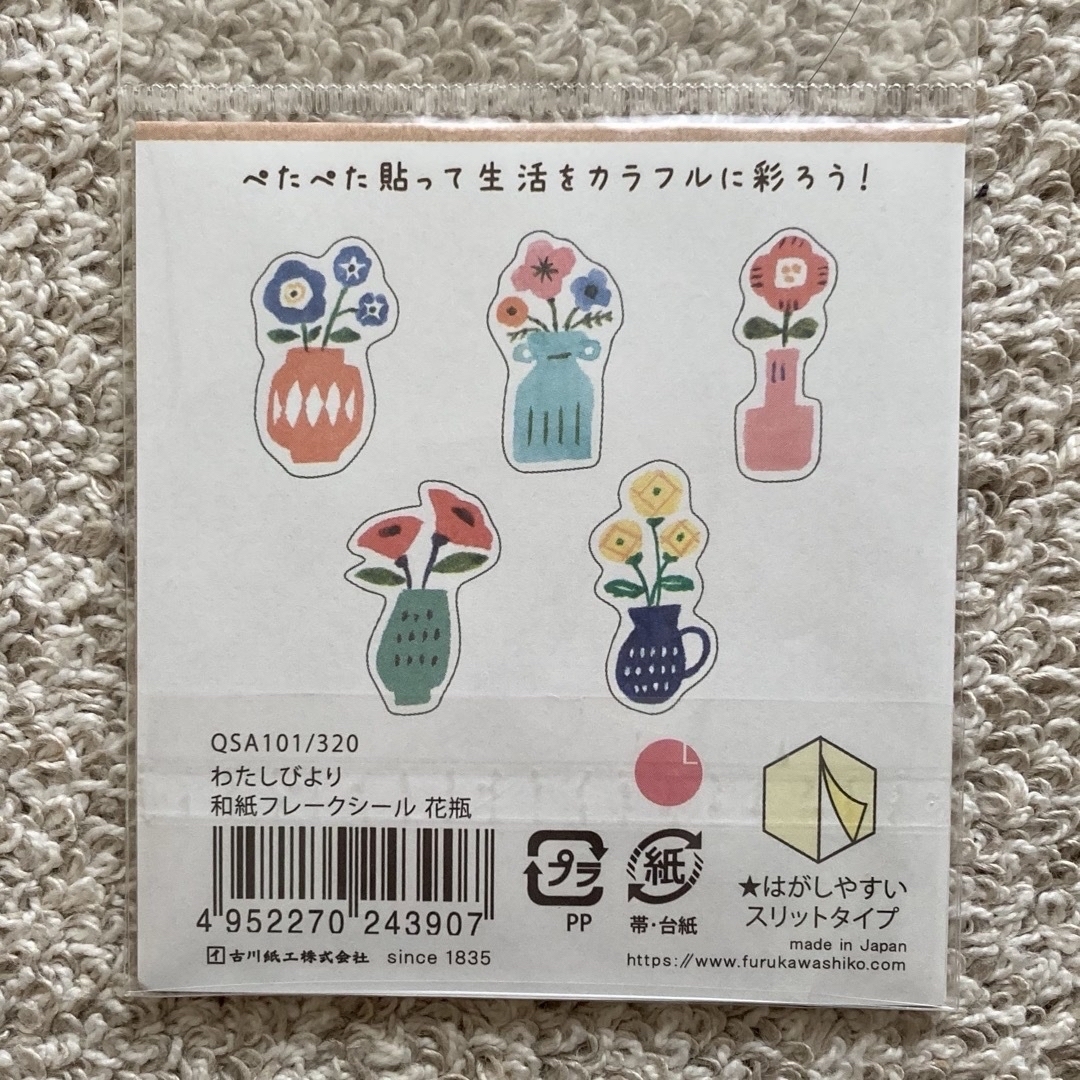 ぺたぺた貼って生活をカラフルに彩ろう!
QSA101/320
わたしびより
和紙フレークシール 花瓶
4 952270 243907
古川紙工株式会社 since 1835
プラ
PP
紙
帯・台紙
★はがしやすい
スリットタイプ
made in Japan
https://www.furukawashiko.com